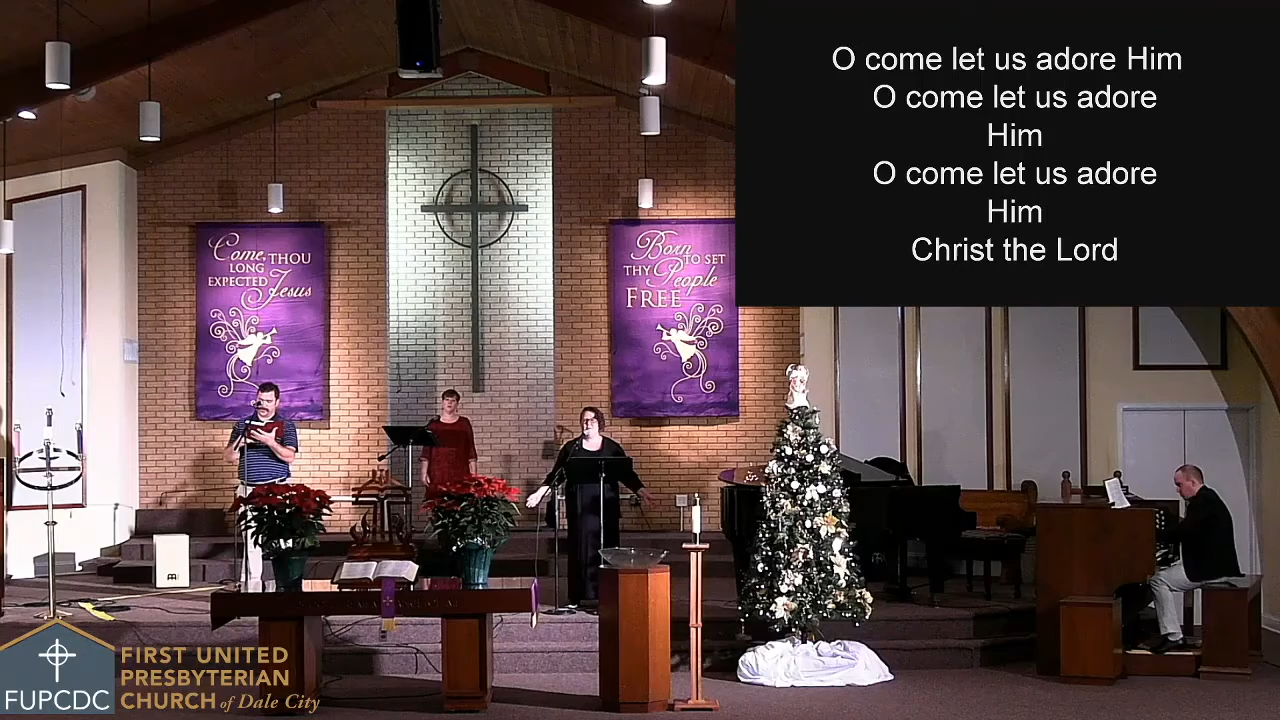 O come let us adore Him
O come let us adore
Him
O come let us adore
Him
Christ the Lord
Come, THOU
LONG
EXPECTED
Jesus
Born
TO SET
THY People
FREE
FUPCDC
FIRST UNITED
PRESBYTERIAN
CHURCH of Dale City